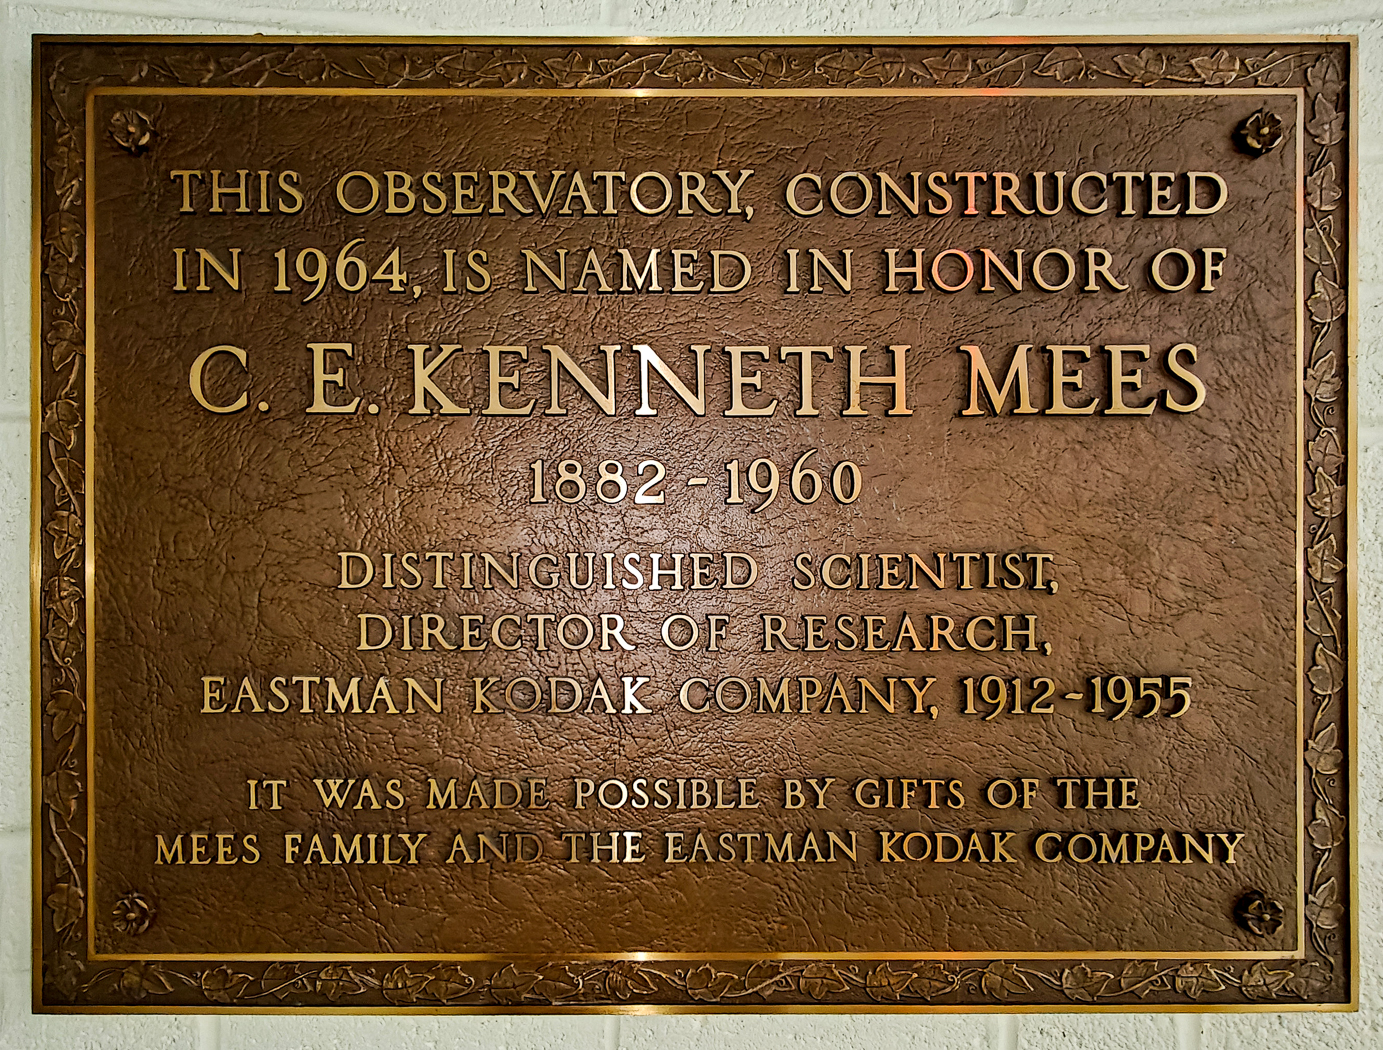 THIS OBSERVATORY, CONSTRUCTED
IN 1964, IS NAMED IN HONOR OF
C. E. KENNETH MEES
1882 - 1960
DISTINGUISHED SCIENTIST,
DIRECTOR OF RESEARCH,
EASTMAN KODAK COMPANY, 1912-1955
IT WAS MADE POSSIBLE BY GIFTS OF THE
MEES FAMILY AND THE EASTMAN KODAK COMPANY